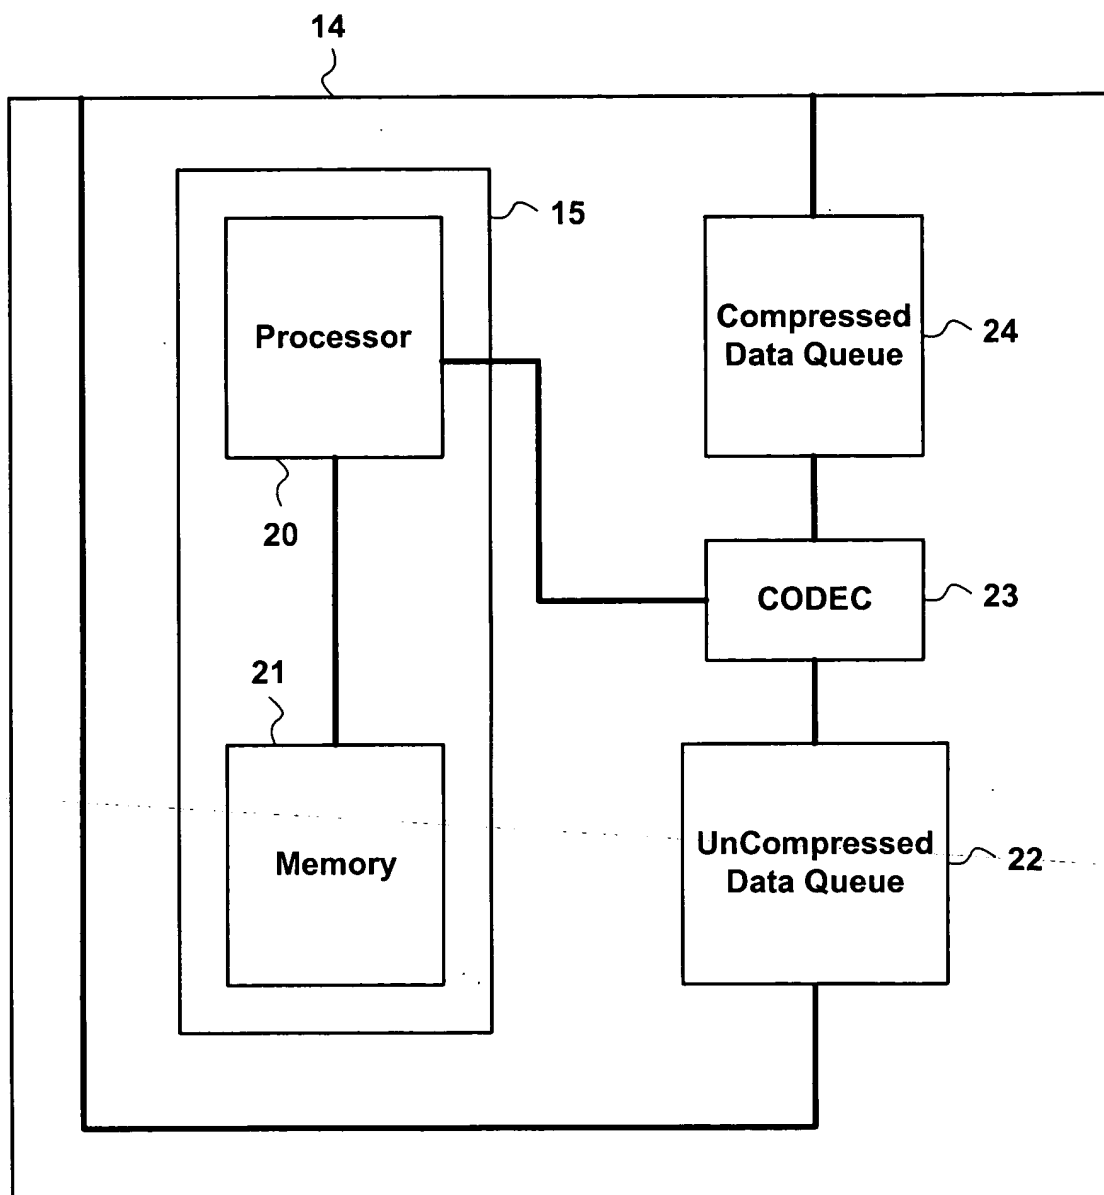 14
15
Processor
Compressed
Data Queue
24
20
CODEC
23
21
Memory
UnCompressed
Data Queue
22